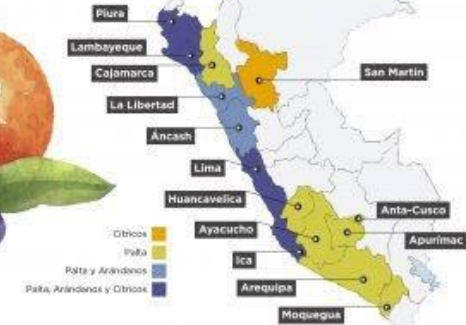 Piura
Lambayeque
Cajamarca
San Martín
La Libertad
Áncash
Lima
Huancavelica
Anta-Cusco
Ayacucho
Apurímac
Ica
Arequipa
Moquegua
Cítricos
Palta
Palta y Arándanos
Palta, Arándanos y Cítricos